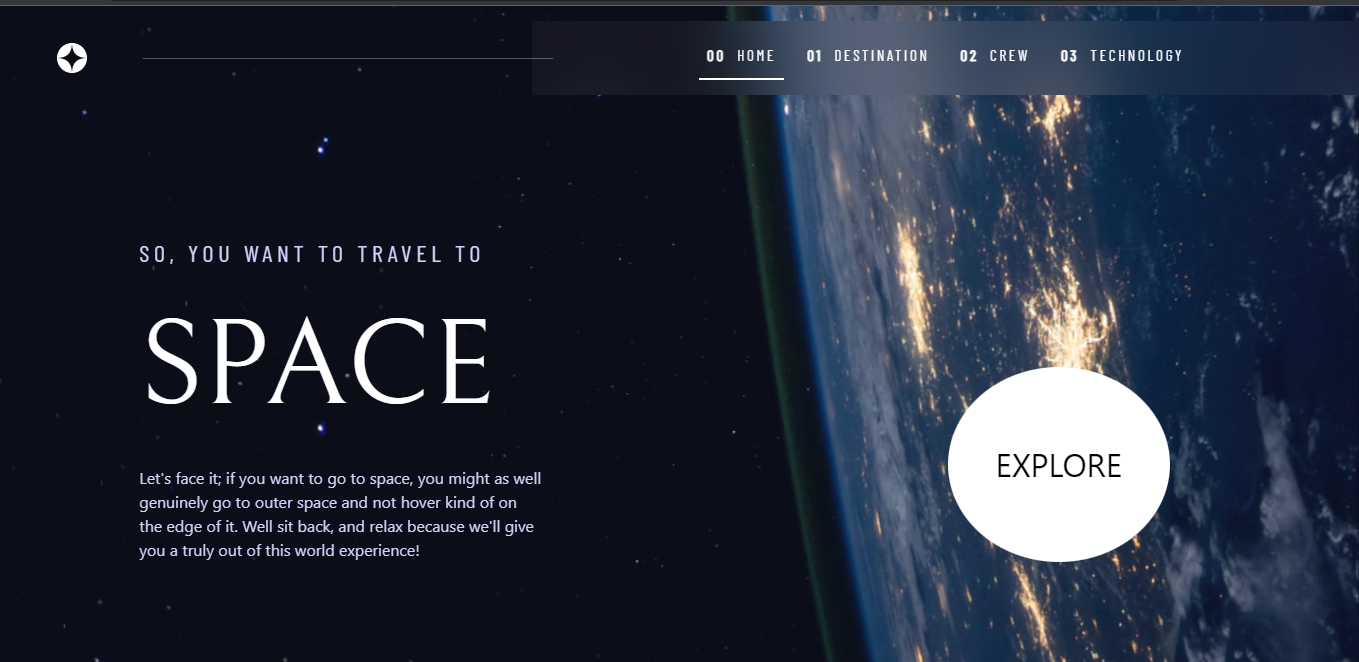 00 HOME 01 DESTINATION 02 CREW 03 TECHNOLOGY
SO, YOU WANT TO TRAVEL TO
SPACE
Let's face it; if you want to go to space, you might as well
genuinely go to outer space and not hover kind of on
the edge of it. Well sit back, and relax because we'll give
you a truly out of this world experience!
EXPLORE